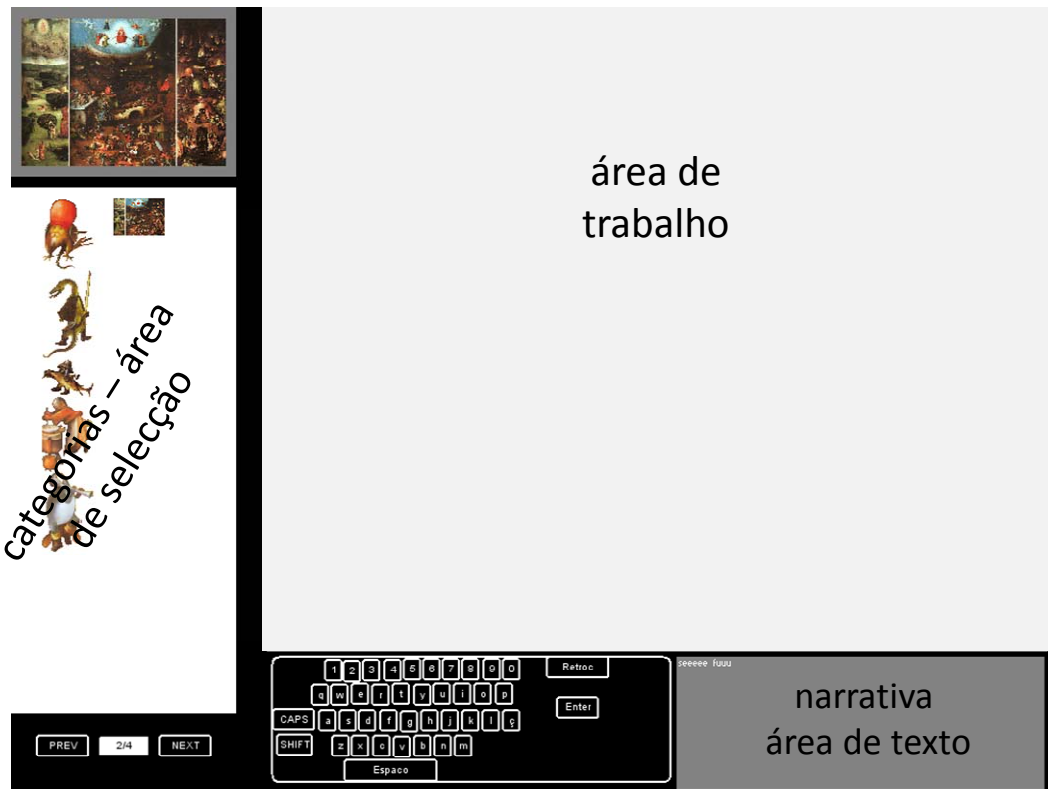 área de
trabalho
categorias – área
de selecção
PREV 2/4 NEXT
1 2 3 4 5 6 7 8 9 0 Retroc
q w e r t y u i o p
Enter
CAPS a s d f g h j k l ç
SHIFT z x c v b n m
Espaco
seeeee fuuu
narrativa
área de texto